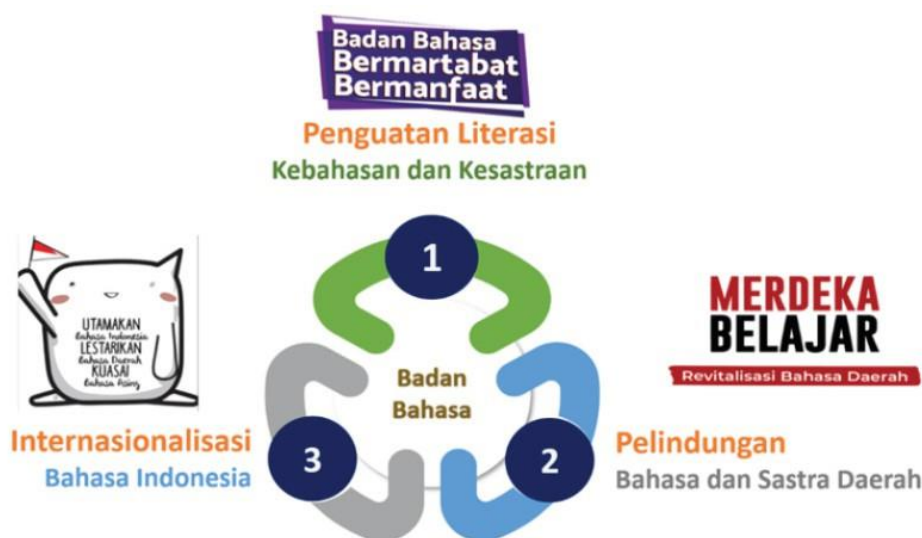 Badan Bahasa
Bermartabat
Bermanfaat
Penguatan Literasi
Kebahasan dan Kesastraan
1
UTAMAKAN
Bahasa Indonesia
LESTARIKAN
Bahasa Daerah
KUASAI
Bahasa Asing
MERDEKA
BELAJAR
Revitalisasi Bahasa Daerah
Badan
Bahasa
Internasionalisasi
Bahasa Indonesia
3
2
Pelindungan
Bahasa dan Sastra Daerah